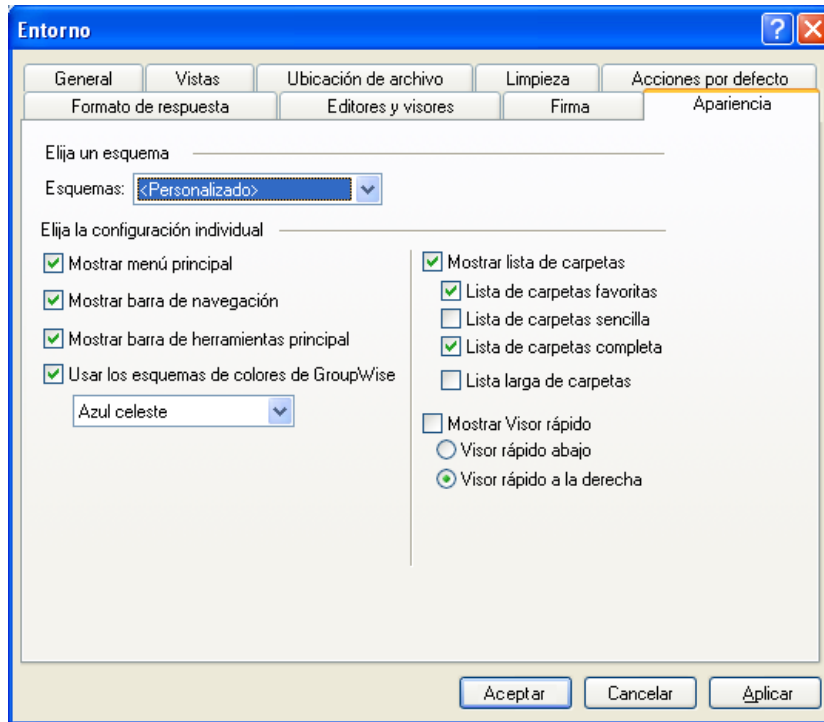 Entorno
General Vistas Ubicación de archivo Limpieza Acciones por defecto
Formato de respuesta Editores y visores Firma Apariencia
Elija un esquema
Esquemas: <Personalizado>
Elija la configuración individual
Mostrar menú principal
Mostrar barra de navegación
Mostrar barra de herramientas principal
Usar los esquemas de colores de GroupWise
Azul celeste
Mostrar lista de carpetas
Lista de carpetas favoritas
Lista de carpetas sencilla
Lista de carpetas completa
Lista larga de carpetas
Mostrar Visor rápido
Visor rápido abajo
Visor rápido a la derecha
Aceptar Cancelar Aplicar